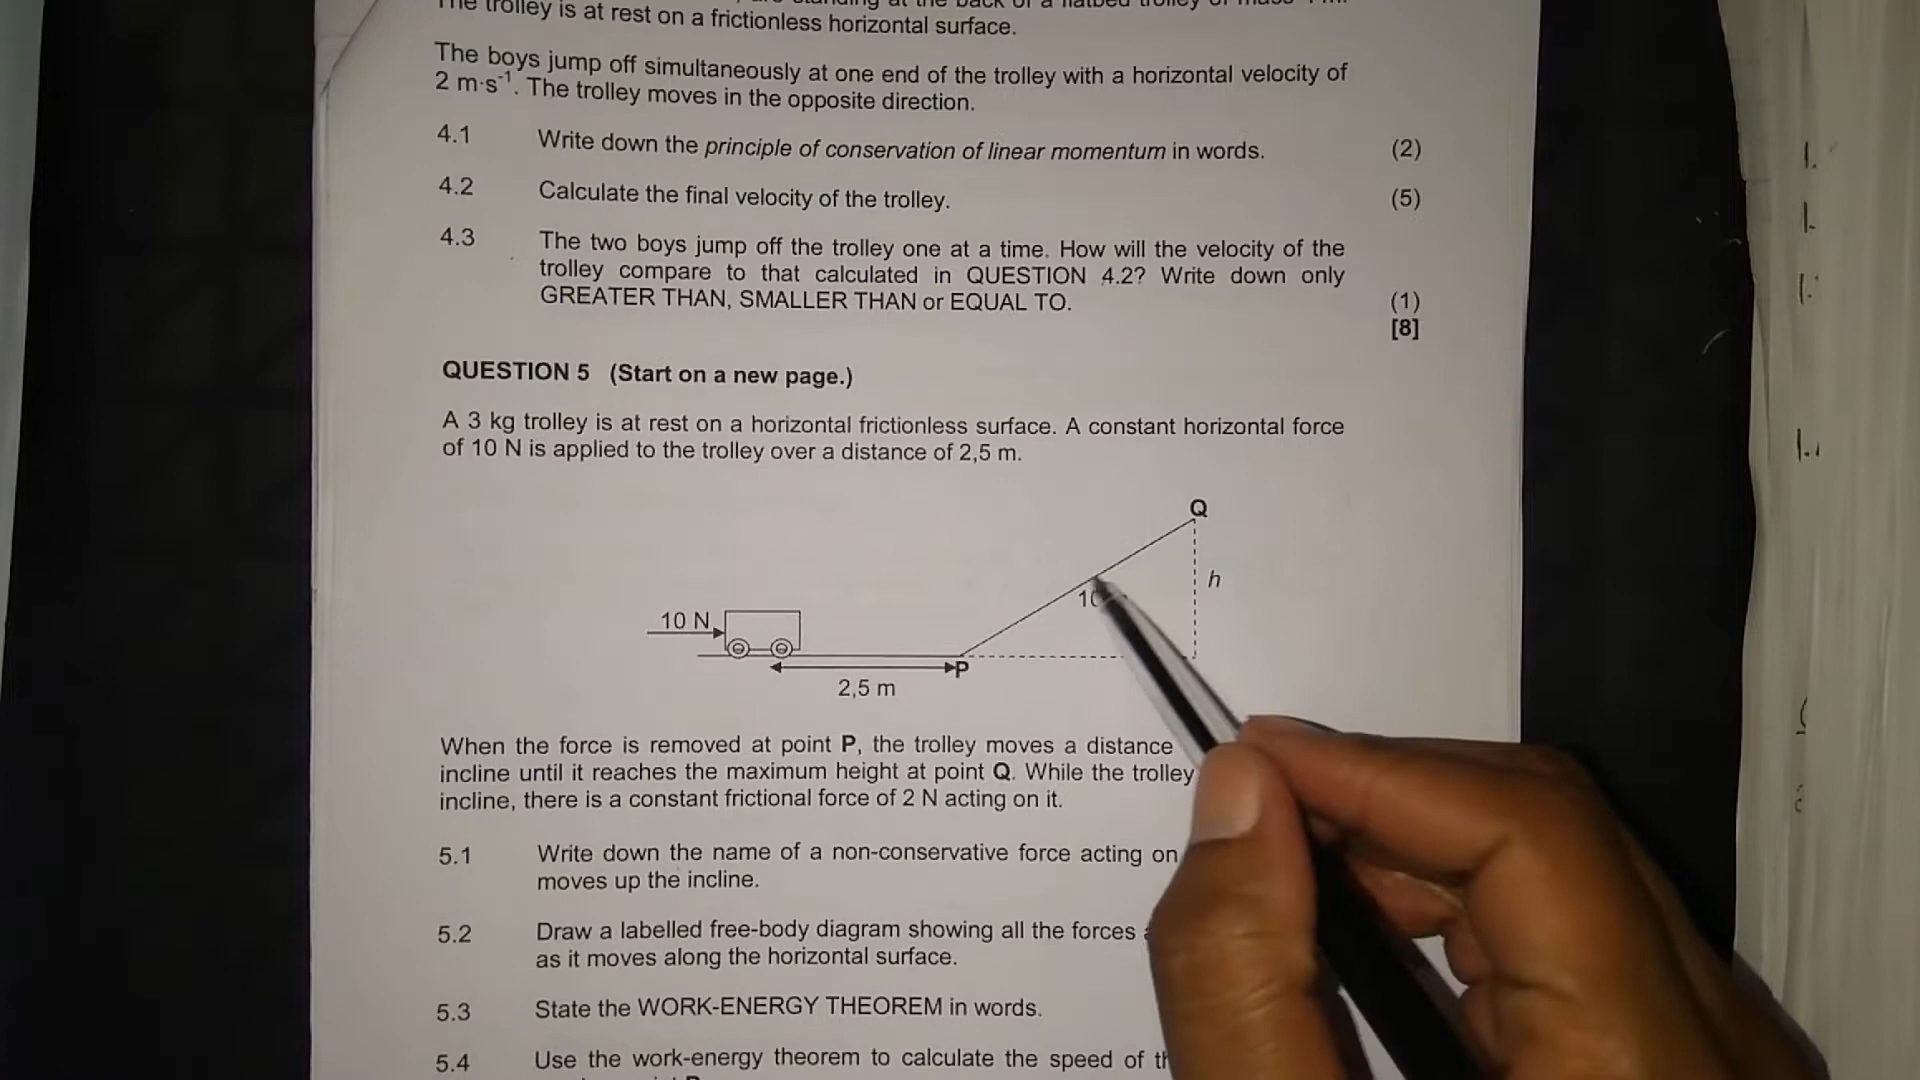 The trolley is at rest on a frictionless horizontal surface.
The boys jump off simultaneously at one end of the trolley with a horizontal velocity of
2 m·s⁻¹. The trolley moves in the opposite direction.
4.1 Write down the principle of conservation of linear momentum in words. (2)
4.2 Calculate the final velocity of the trolley. (5)
4.3 The two boys jump off the trolley one at a time. How will the velocity of the
trolley compare to that calculated in QUESTION 4.2? Write down only
GREATER THAN, SMALLER THAN or EQUAL TO. (1)
[8]
QUESTION 5 (Start on a new page.)
A 3 kg trolley is at rest on a horizontal frictionless surface. A constant horizontal force
of 10 N is applied to the trolley over a distance of 2,5 m.
Q
h
10
10 N
P
2,5 m
When the force is removed at point P, the trolley moves a distance
incline until it reaches the maximum height at point Q. While the trolley
incline, there is a constant frictional force of 2 N acting on it.
5.1 Write down the name of a non-conservative force acting on
moves up the incline.
5.2 Draw a labelled free-body diagram showing all the forces
as it moves along the horizontal surface.
5.3 State the WORK-ENERGY THEOREM in words.
5.4 Use the work-energy theorem to calculate the speed of